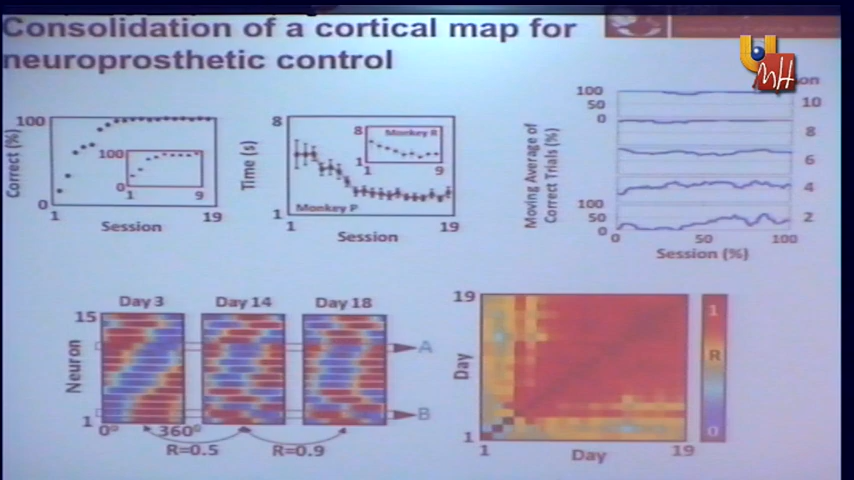 Consolidation of a cortical map for
neuroprosthetic control
UMH
100
Correct (%)
0
1
19
Session
100
0
1
9
8
Time (s)
1
1
19
Session
Monkey P
8
Monkey R
1
1
9
100
50
0
10
8
6
4
100
50
0
2
Moving Average of
Correct Trials (%)
0
50
100
Session (%)
Day 3
Day 14
Day 18
15
Neuron
1
0°
360°
A
B
R=0.5
R=0.9
19
Day
1
1
19
Day
1
R
0